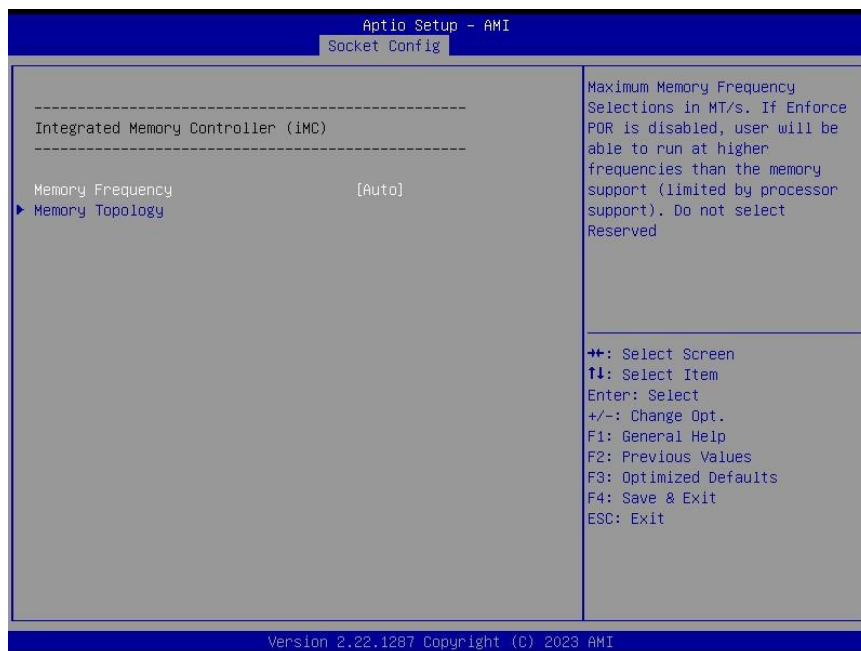 Aptio Setup - AMI
Socket Config
------------------------------------------------
Integrated Memory Controller (iMC)
------------------------------------------------
Memory Frequency [Auto]
Memory Topology
Maximum Memory Frequency
Selections in MT/s. If Enforce
POR is disabled, user will be
able to run at higher
frequencies than the memory
support (limited by processor
support). Do not select
Reserved
→←: Select Screen
↑↓: Select Item
Enter: Select
+/-: Change Opt.
F1: General Help
F2: Previous Values
F3: Optimized Defaults
F4: Save & Exit
ESC: Exit
Version 2.22.1287 Copyright (C) 2023 AMI